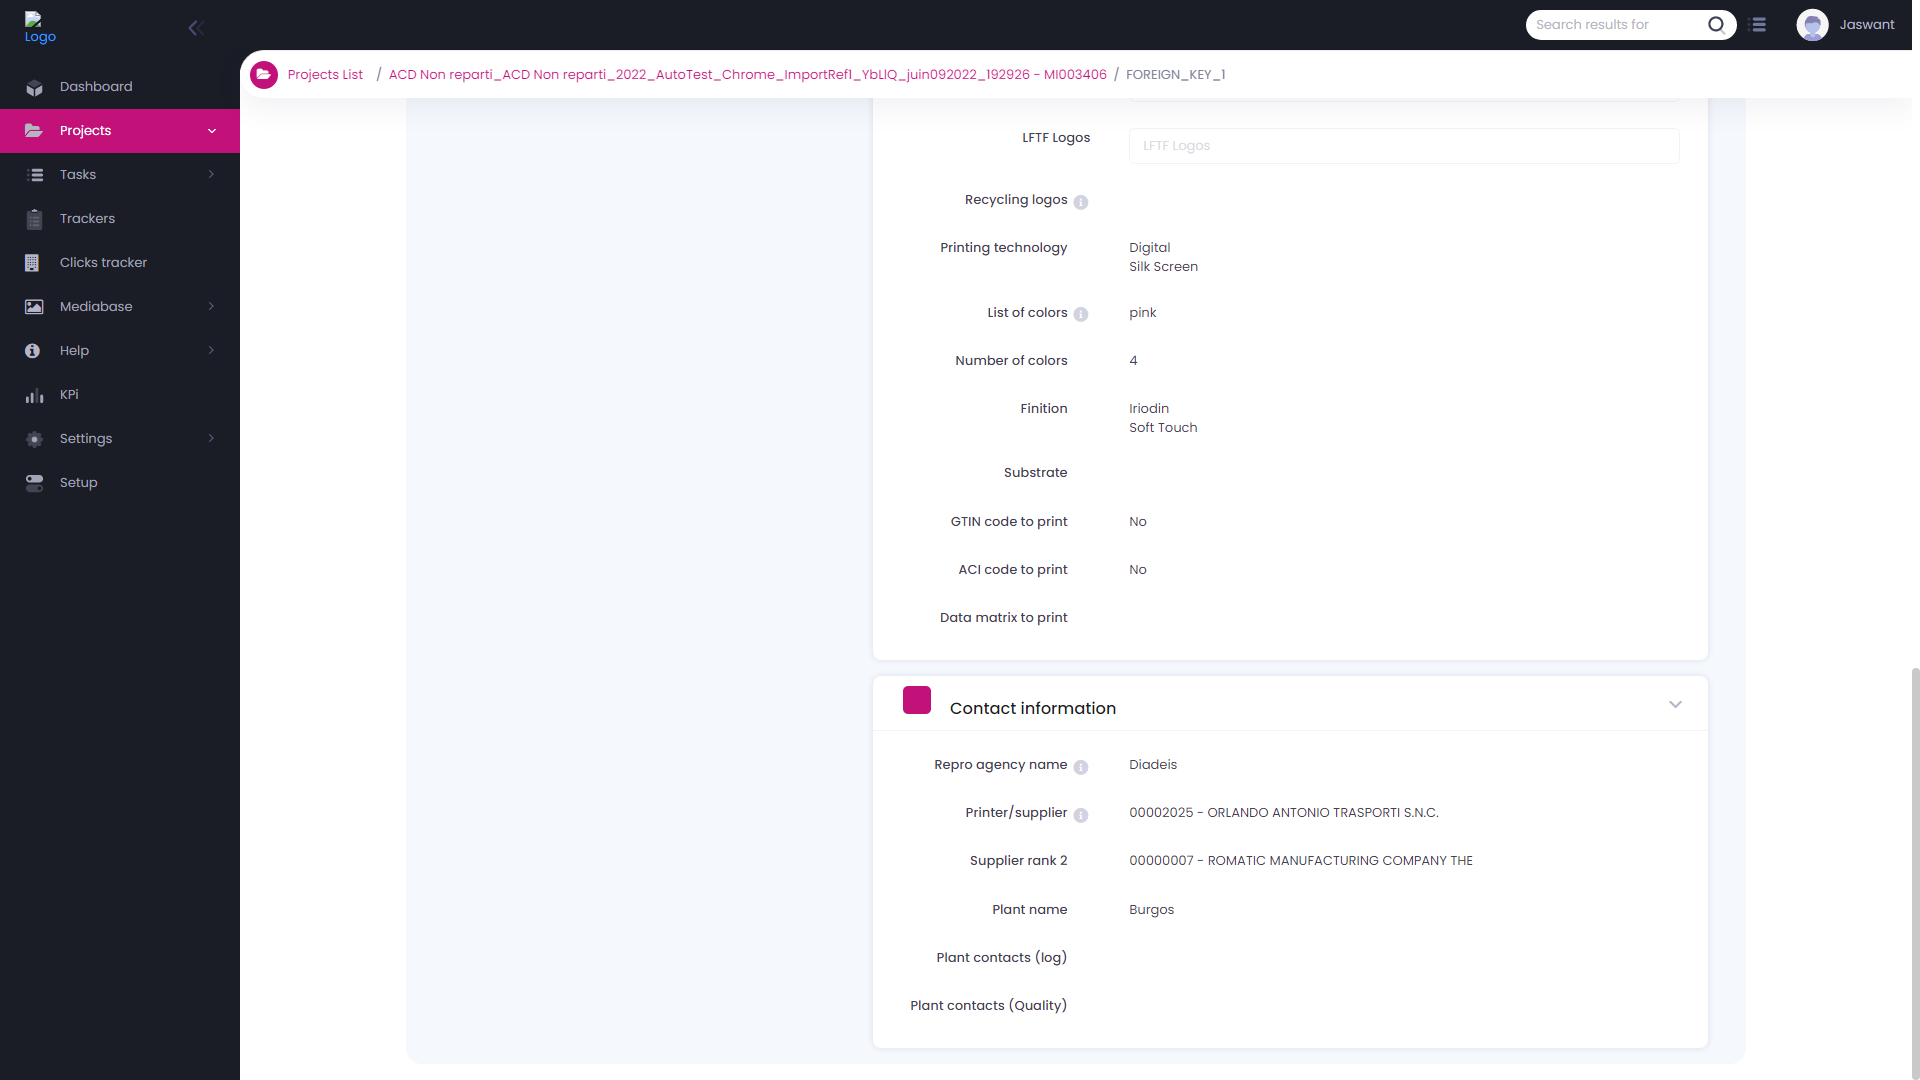 Logo
Search results for
Jaswant
Projects List / ACD Non reparti_ACD Non reparti_2022_AutoTest_Chrome_ImportRef1_YbLlQ_juin092022_192926 - MI003406 / FOREIGN_KEY_1
Dashboard
Projects
Tasks
Trackers
Clicks tracker
Mediabase
Help
KPi
Settings
Setup
LFTF Logos LFTF Logos
Recycling logos
Printing technology Digital
Silk Screen
List of colors pink
Number of colors 4
Finition Iriodin
Soft Touch
Substrate
GTIN code to print No
ACI code to print No
Data matrix to print
Contact information
Repro agency name Diadeis
Printer/supplier 00002025 - ORLANDO ANTONIO TRASPORTI S.N.C.
Supplier rank 2 00000007 - ROMATIC MANUFACTURING COMPANY THE
Plant name Burgos
Plant contacts (log)
Plant contacts (Quality)